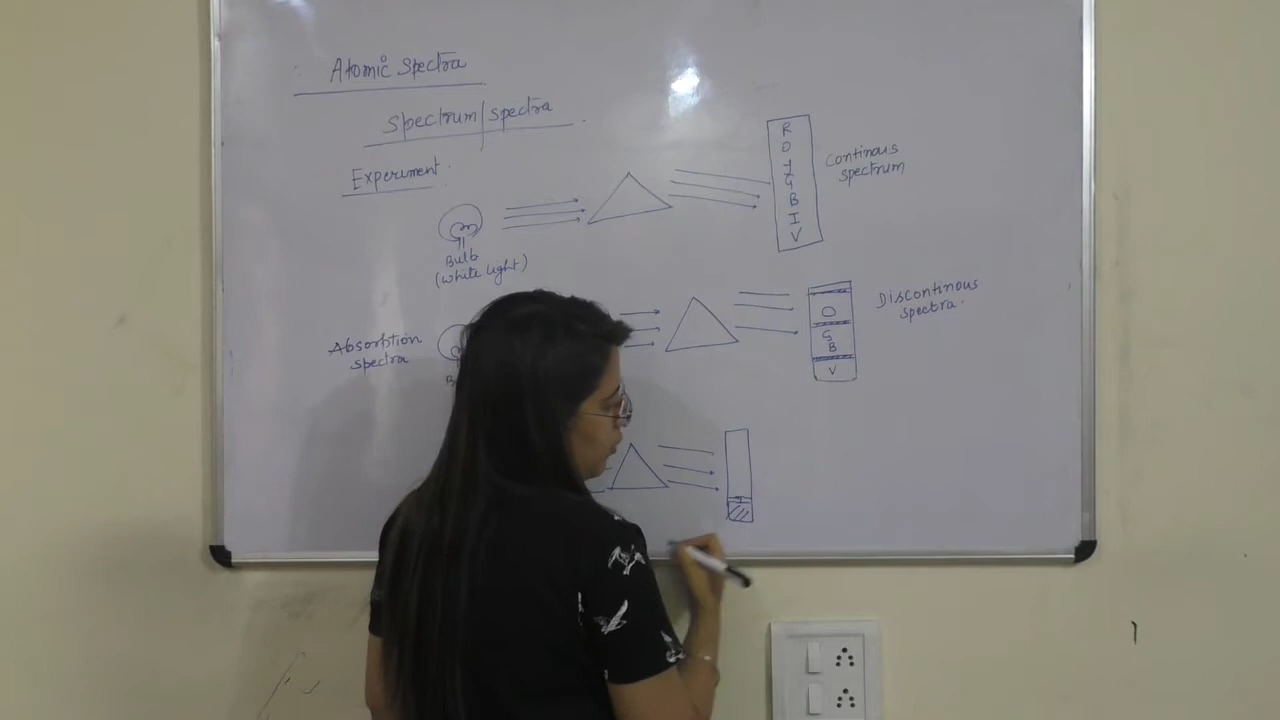 Atomic Spectra
Spectrum/spectra
Experiment
R
O
Y
G
B
I
V
Continous
spectrum
Bulb
(white light)
Absorbtion
spectra
O
G
B
V
Discontinous
spectra.
I